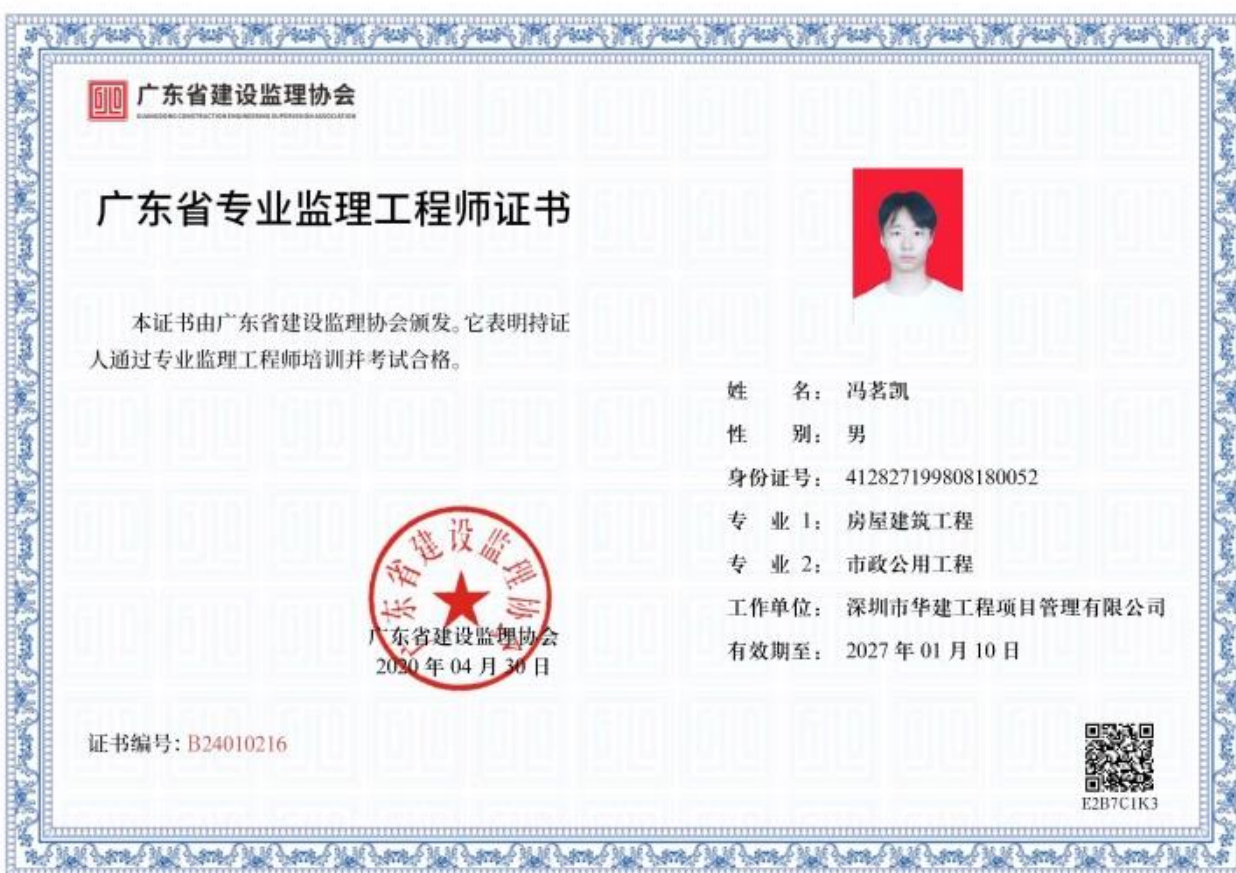 广东省建设监理协会
GUANGDONG CONSTRUCTION ENGINEERING SUPERVISION ASSOCIATION
广东省专业监理工程师证书
本证书由广东省建设监理协会颁发。它表明持证
人通过专业监理工程师培训并考试合格。
姓 名： 冯茗凯
性 别： 男
身份证号： 412827199808180052
专 业 1： 房屋建筑工程
专 业 2： 市政公用工程
工作单位： 深圳市华建工程项目管理有限公司
有效期至： 2027 年 01 月 10 日
广东省建设监理协会
广东省建设监理协会
2020 年 04 月 30 日
证书编号：B24010216
E2B7C1K3